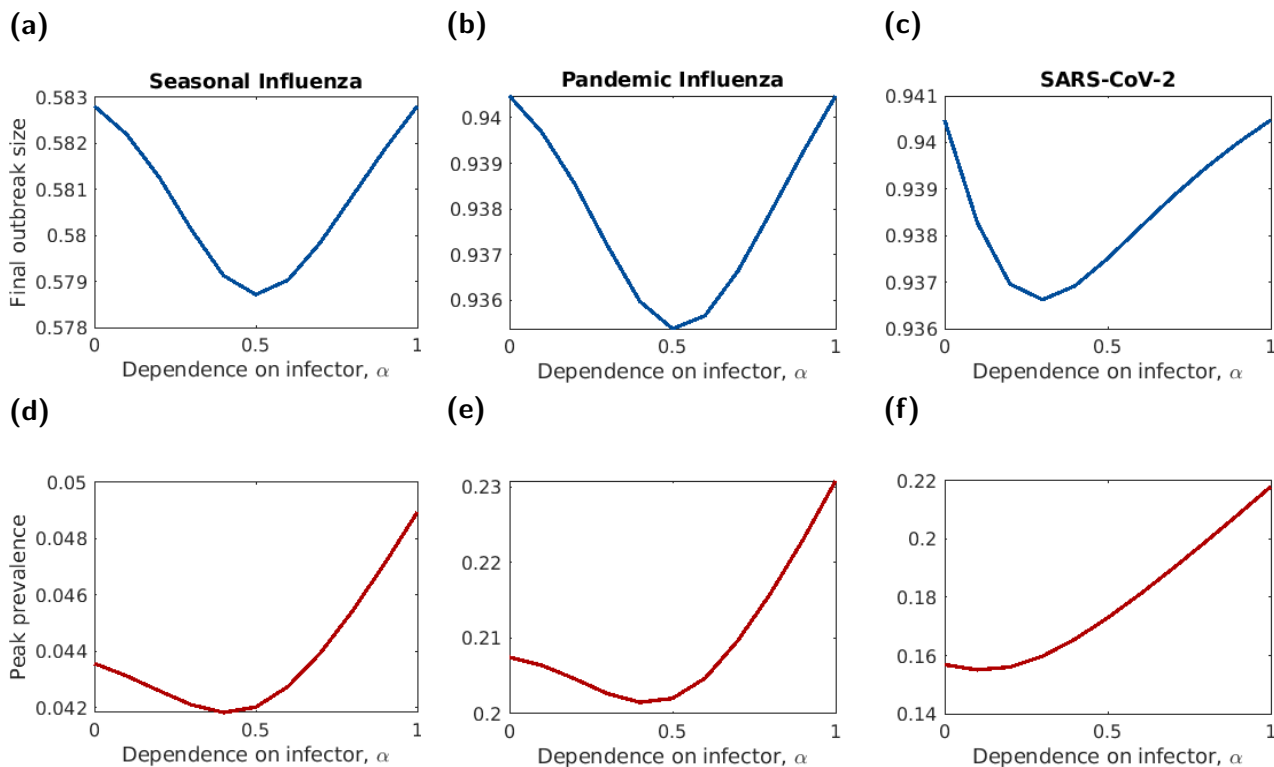 (a)
Seasonal Influenza
0.583
0.582
0.581
0.58
0.579
0.578
Final outbreak size
0
0.5
1
Dependence on infector, α
(b)
Pandemic Influenza
0.94
0.939
0.938
0.937
0.936
0
0.5
1
Dependence on infector, α
(c)
SARS-CoV-2
0.941
0.94
0.939
0.938
0.937
0.936
0
0.5
1
Dependence on infector, α
(d)
0.05
0.048
0.046
0.044
0.042
Peak prevalence
0
0.5
1
Dependence on infector, α
(e)
0.23
0.22
0.21
0.2
0
0.5
1
Dependence on infector, α
(f)
0.22
0.2
0.18
0.16
0.14
0
0.5
1
Dependence on infector, α